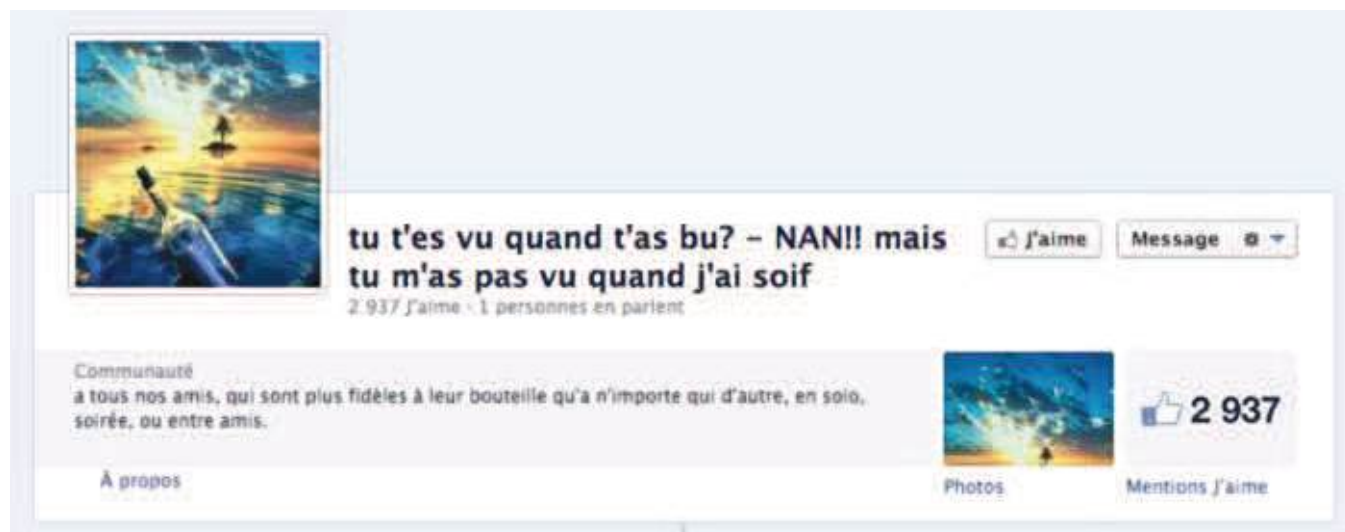 tu t'es vu quand t'as bu? – NAN!! mais
tu m'as pas vu quand j'ai soif
2 937 J'aime · 1 personnes en parlent
J'aime
Message
Communauté
a tous nos amis, qui sont plus fidèles à leur bouteille qu'a n'importe qui d'autre, en solo,
soirée, ou entre amis.
À propos
Photos
2 937
Mentions J'aime